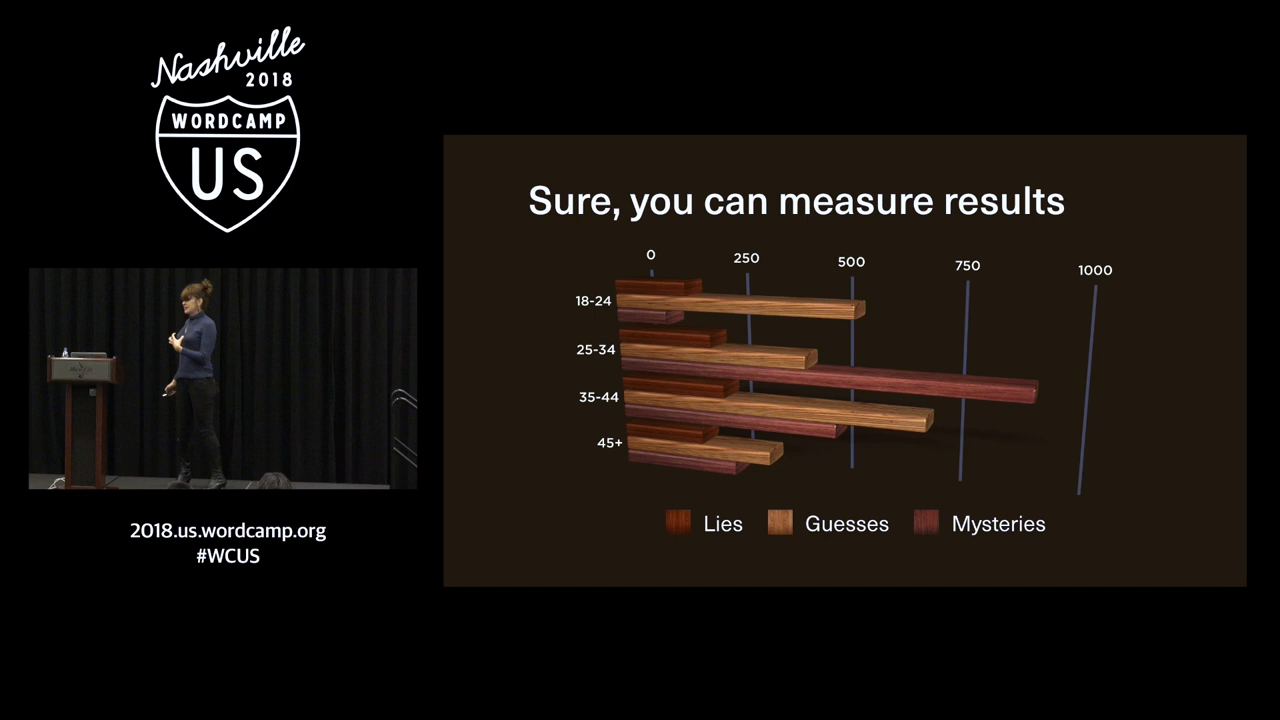 Nashville
2018
WORDCAMP
US
2018.us.wordcamp.org
#WCUS
Sure, you can measure results
0
250
500
750
1000
18-24
25-34
35-44
45+
Lies
Guesses
Mysteries